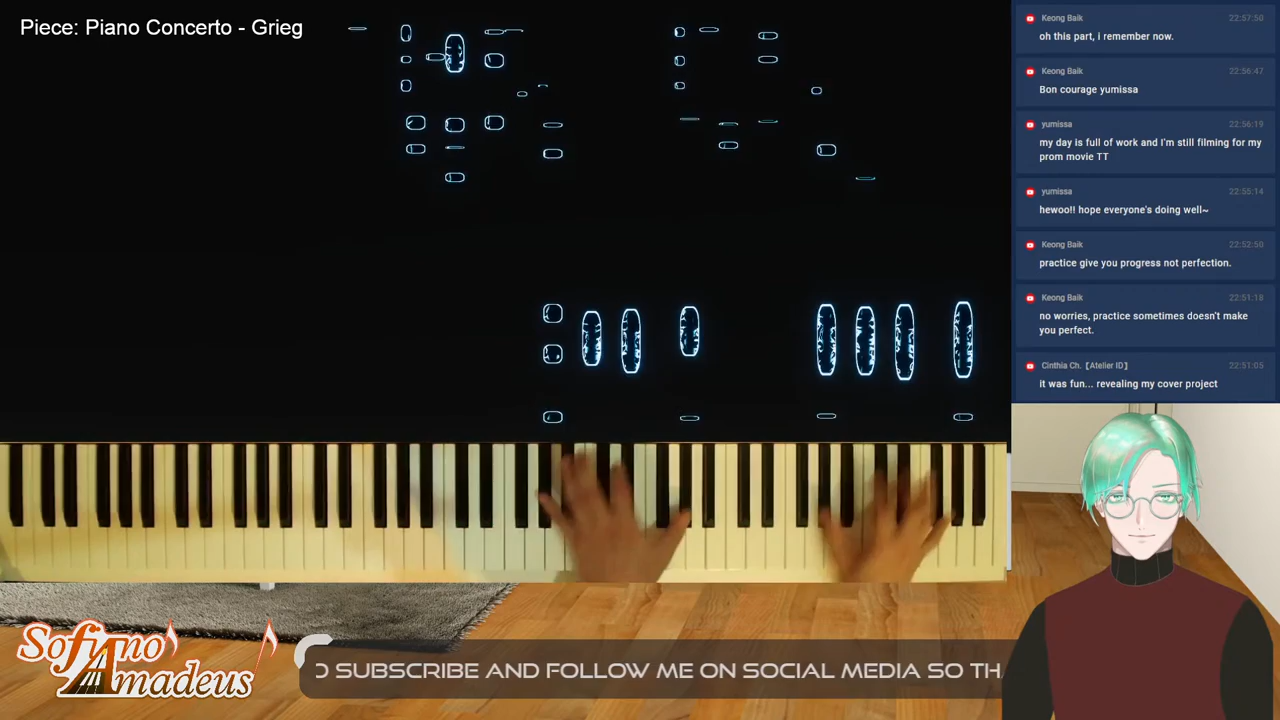 Piece: Piano Concerto - Grieg
Keong Baik 22:57:50
oh this part, i remember now.
Keong Baik 22:56:47
Bon courage yumissa
yumissa 22:56:19
my day is full of work and I'm still filming for my
prom movie TT
yumissa 22:55:14
hewoo!! hope everyone's doing well~
Keong Baik 22:52:50
practice give you progress not perfection.
Keong Baik 22:51:18
no worries, practice sometimes doesn't make
you perfect.
Cinthia Ch.【Atelier ID】 22:51:05
it was fun... revealing my cover project
Sofiano
Amadeus
SUBSCRIBE AND FOLLOW ME ON SOCIAL MEDIA SO